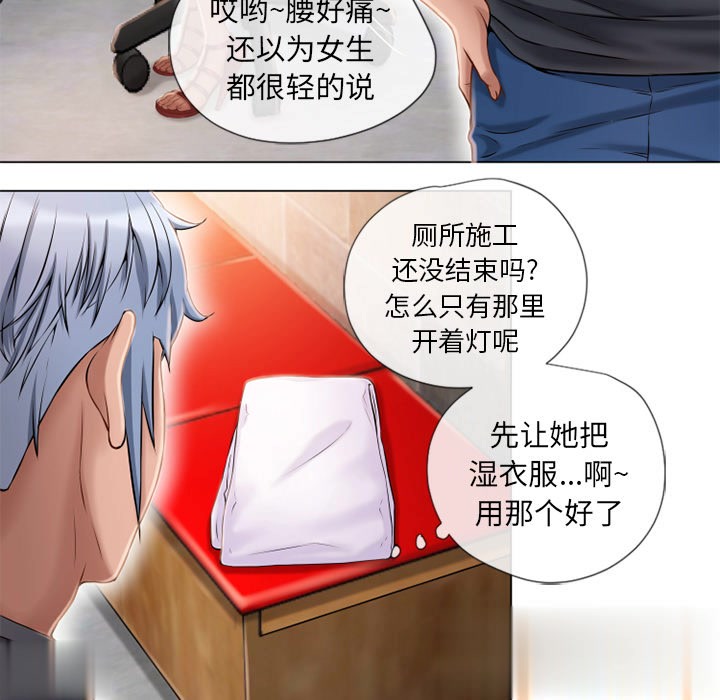 哎哟~腰好痛~
还以为女生
都很轻的说
厕所施工
还没结束吗?
怎么只有那里
开着灯呢
先让她把
湿衣服...啊~
用那个好了